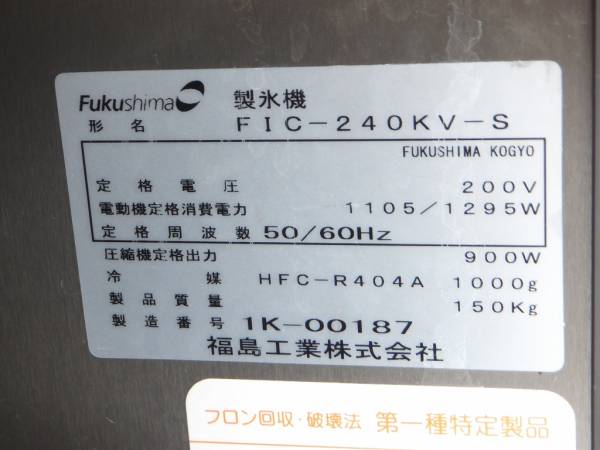 Fukushima 製氷機
形名 FIC-240KV-S
FUKUSHIMA KOGYO
定格電圧 200V
電動機定格消費電力 1105/1295W
定格周波数 50/60Hz
圧縮機定格出力 900W
冷媒 HFC-R404A 1000g
製品質量 150Kg
製造番号 1K-00187
福島工業株式会社
フロン回収・破壊法 第一種特定製品